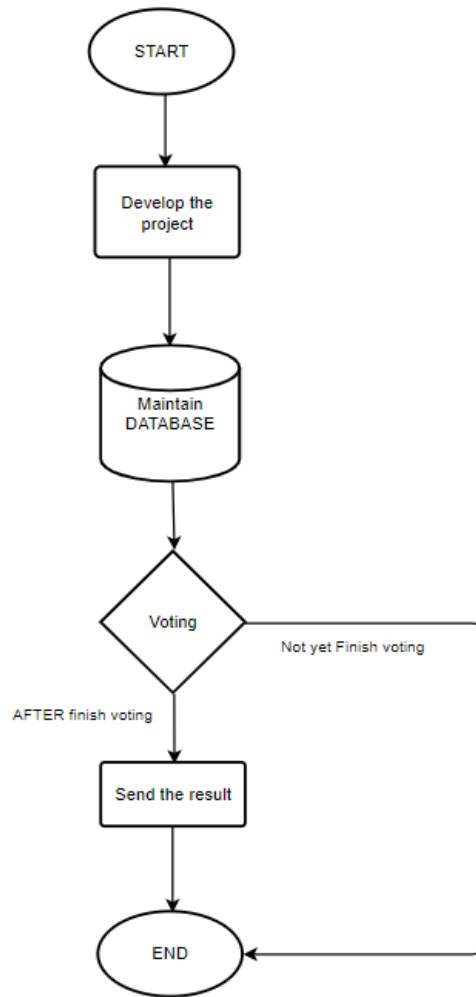 START
Develop the
project
Maintain
DATABASE
Voting
Not yet Finish voting
AFTER finish voting
Send the result
END